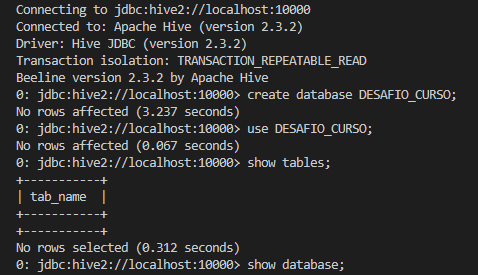 Connecting to jdbc:hive2://localhost:10000
Connected to: Apache Hive (version 2.3.2)
Driver: Hive JDBC (version 2.3.2)
Transaction isolation: TRANSACTION_REPEATABLE_READ
Beeline version 2.3.2 by Apache Hive
0: jdbc:hive2://localhost:10000> create database DESAFIO_CURSO;
No rows affected (3.237 seconds)
0: jdbc:hive2://localhost:10000> use DESAFIO_CURSO;
No rows affected (0.067 seconds)
0: jdbc:hive2://localhost:10000> show tables;
+-----------+
| tab_name  |
+-----------+
+-----------+
No rows selected (0.312 seconds)
0: jdbc:hive2://localhost:10000> show database;